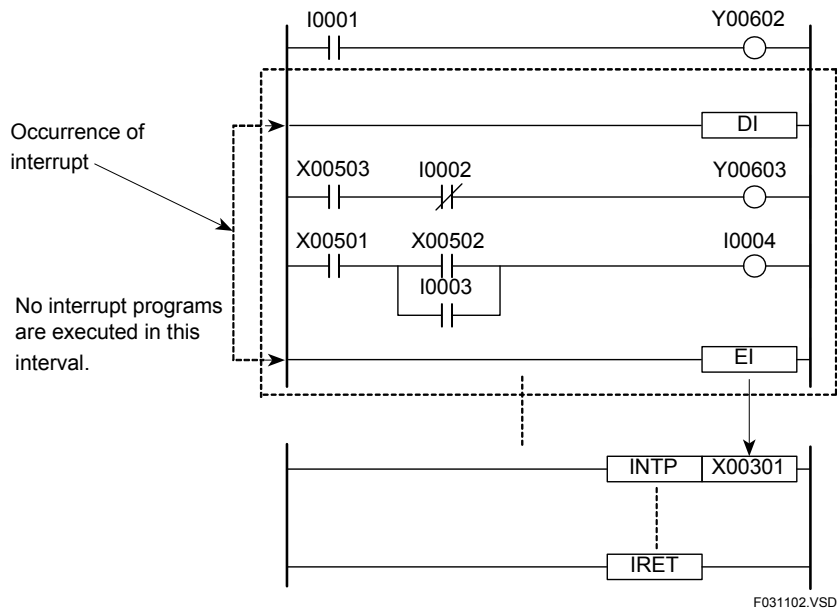 I0001 Y00602
DI
Occurrence of
interrupt
X00503 I0002 Y00603
X00501 X00502 I0004
I0003
No interrupt programs
are executed in this
interval.
EI
INTP X00301
IRET
F031102.VSD